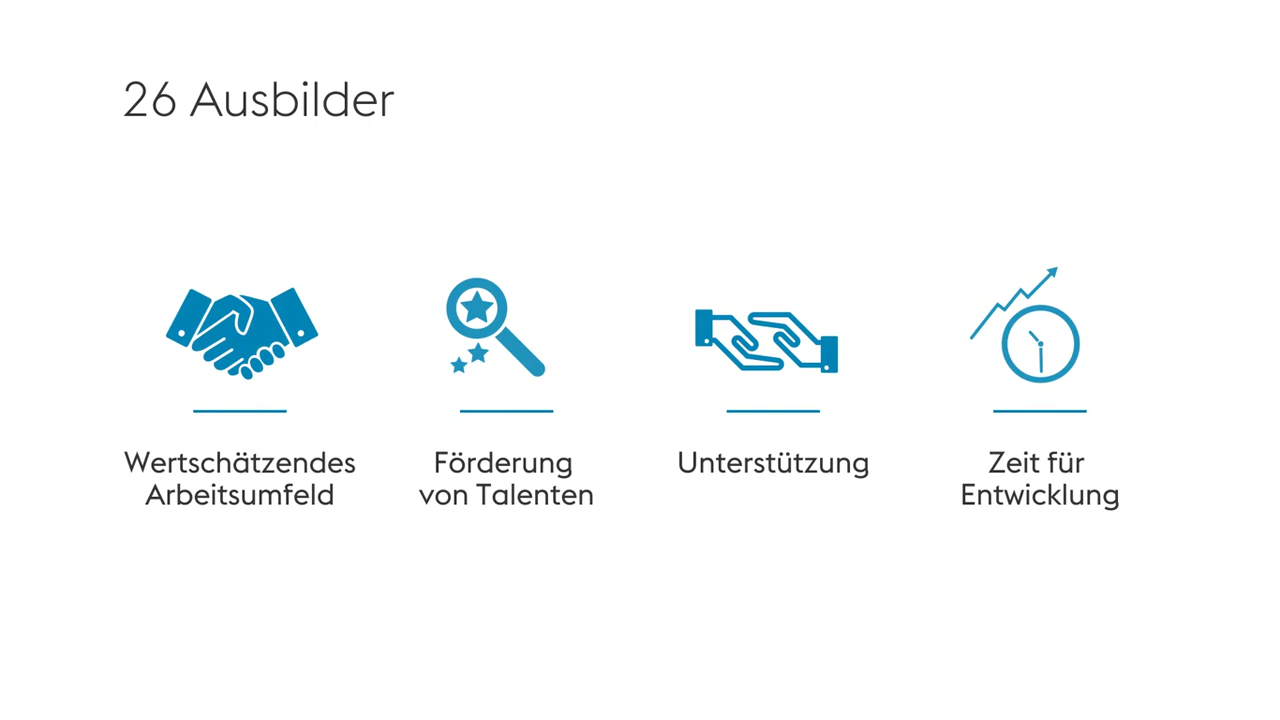 26 Ausbilder
Wertschätzendes
Arbeitsumfeld
Förderung
von Talenten
Unterstützung
Zeit für
Entwicklung